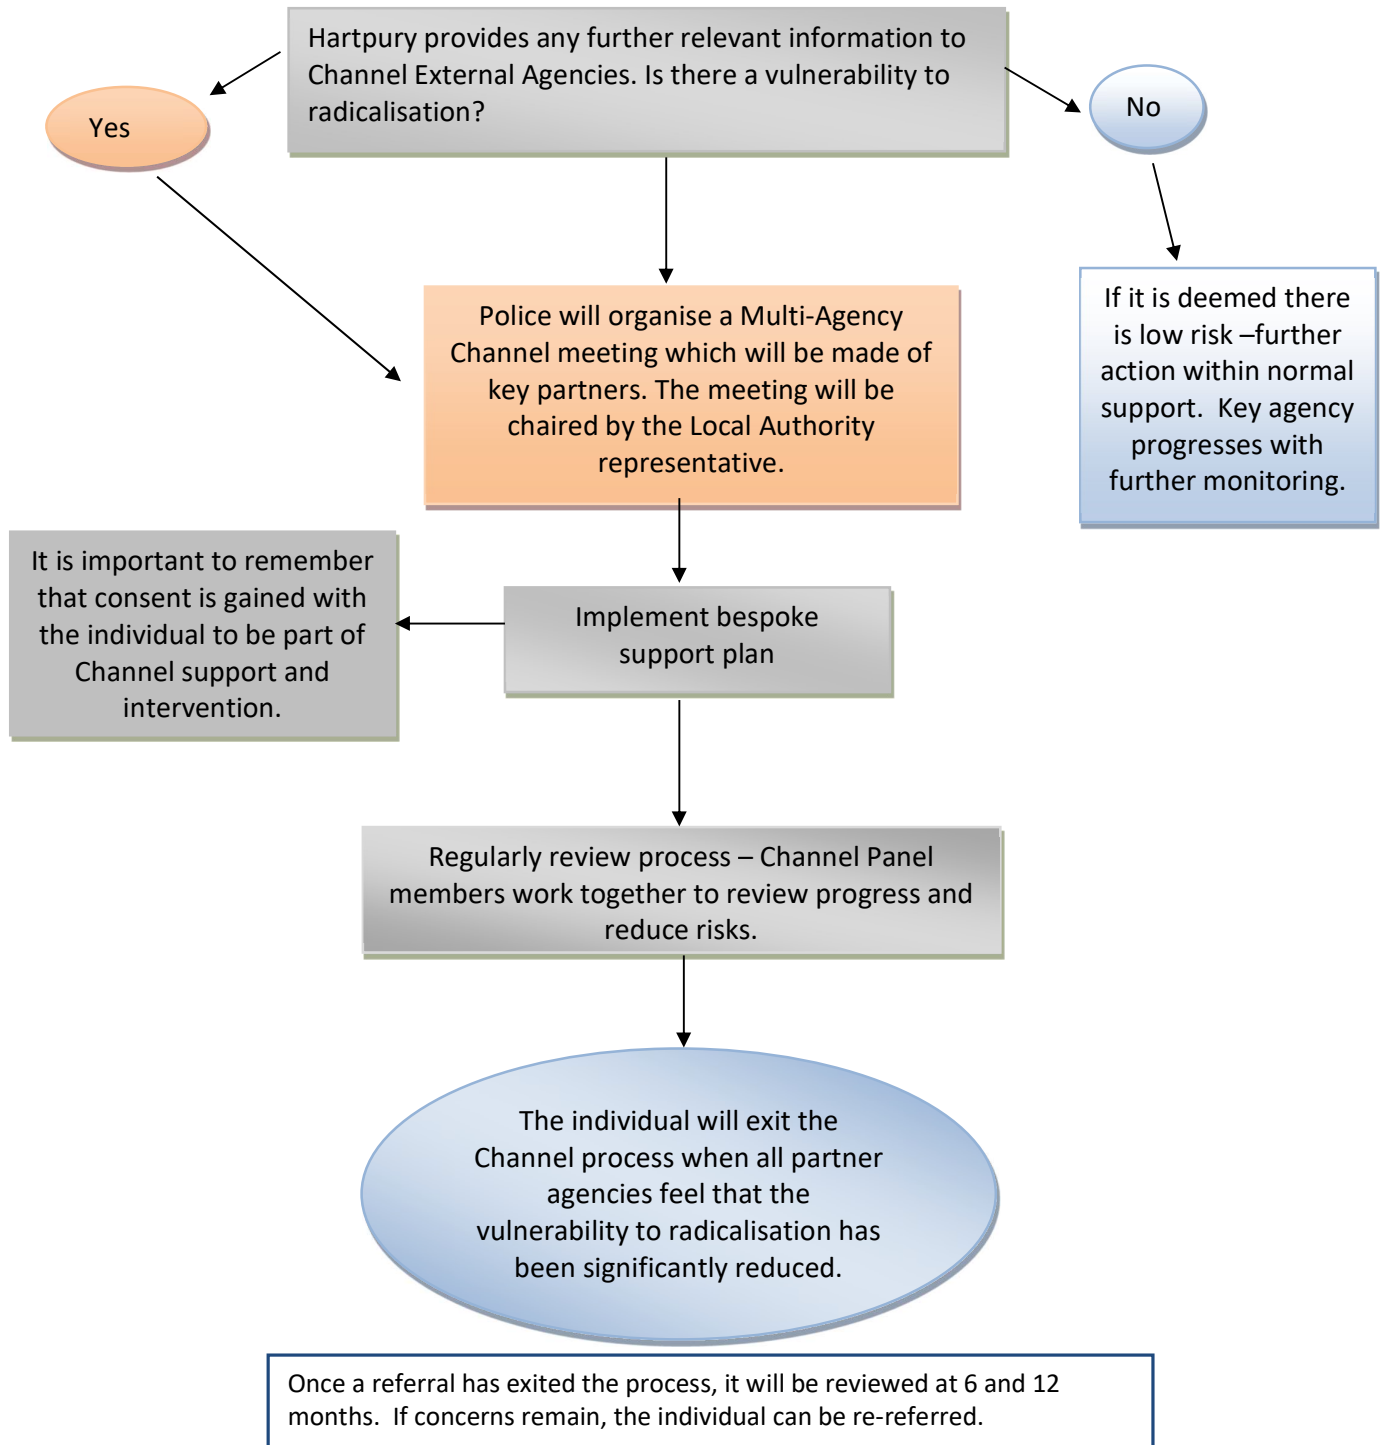 Hartpury provides any further relevant information to
Channel External Agencies. Is there a vulnerability to
radicalisation?
Yes
No
Police will organise a Multi-Agency
Channel meeting which will be made of
key partners. The meeting will be
chaired by the Local Authority
representative.
If it is deemed there
is low risk –further
action within normal
support.  Key agency
progresses with
further monitoring.
It is important to remember
that consent is gained with
the individual to be part of
Channel support and
intervention.
Implement bespoke
support plan
Regularly review process – Channel Panel
members work together to review progress and
reduce risks.
The individual will exit the
Channel process when all partner
agencies feel that the
vulnerability to radicalisation has
been significantly reduced.
Once a referral has exited the process, it will be reviewed at 6 and 12
months.  If concerns remain, the individual can be re-referred.